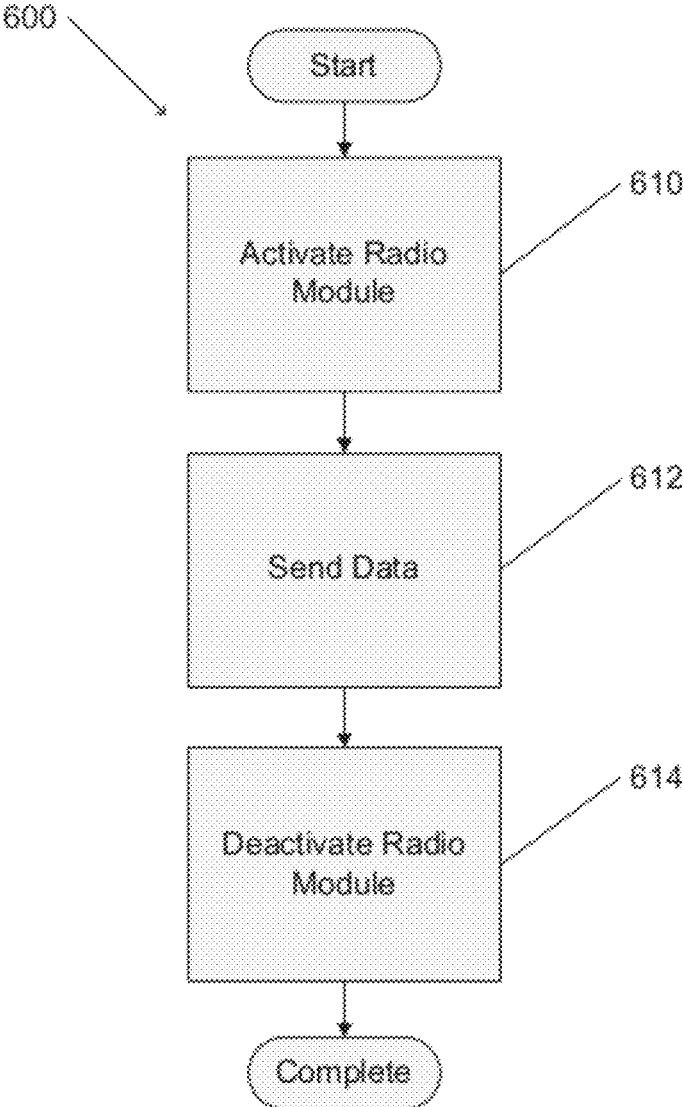 600
Start
610
Activate Radio
Module
612
Send Data
614
Deactivate Radio
Module
Complete